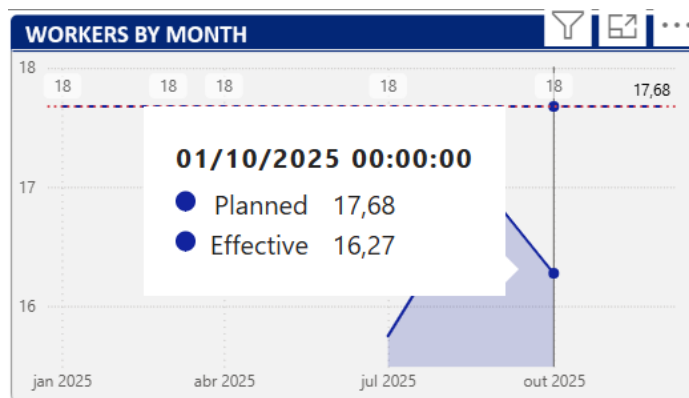 WORKERS BY MONTH
18
18 18 18 18 18 17,68
01/10/2025 00:00:00
Planned 17,68
17
Effective 16,27
16
jan 2025 abr 2025 jul 2025 out 2025